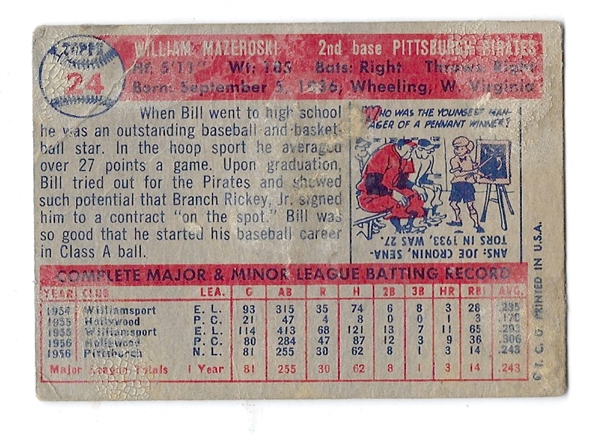 TOPPS
24
WILLIAM MAZEROSKI 2nd base PITTSBURGH PIRATES
Ht: 5'11" Wt: 185 Bats: Right Throws: Right
Born: September 5, 1936, Wheeling, W. Virginia
When Bill went to high school
he was an outstanding baseball and basket-
ball star. In the hoop sport he averaged
over 27 points a game. Upon graduation,
Bill tried out for the Pirates and showed
such potential that Branch Rickey, Jr. signed
him to a contract "on the spot." Bill was
so good that he started his baseball career
in Class A ball.
WHO WAS THE YOUNGEST MAN-
AGER OF A PENNANT WINNER?
ANS: JOE CRONIN, SENA-
TORS IN 1933, WAS 27.
© T. C. G. PRINTED IN U.S.A.
COMPLETE MAJOR & MINOR LEAGUE BATTING RECORD
YEAR CLUB LEA. G AB R H 2B 3B HR RBI AVG.
1954 Williamsport E. L. 93 315 35 74 6 8 3 28 .235
1955 Hollywood P. C. 21 47 4 8 0 0 1 3 .170
1955 Williamsport E. L. 114 413 68 121 13 7 11 65 .293
1956 Hollywood P. C. 80 284 47 87 12 3 9 36 .306
1956 Pittsburgh N. L. 81 255 30 62 8 1 3 14 .243
Major League Totals 1 Year 81 255 30 62 8 1 3 14 .243